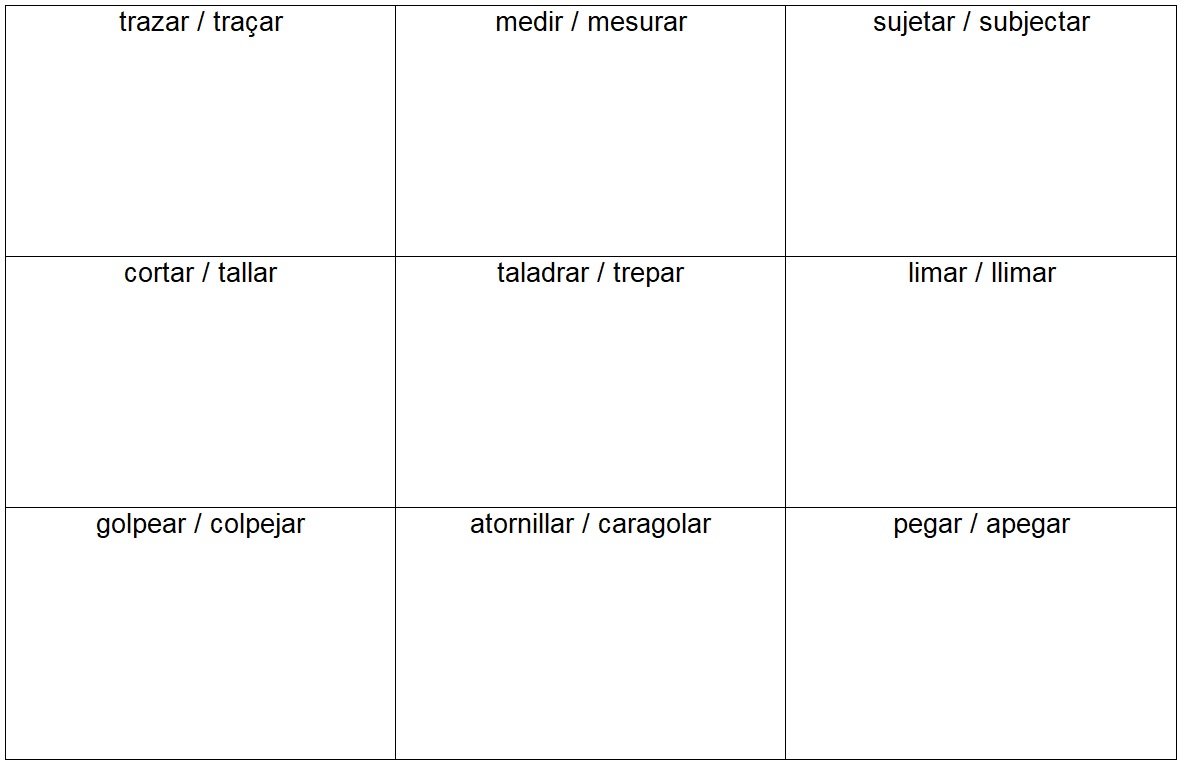 trazar / traçar
medir / mesurar
sujetar / subjectar
cortar / tallar
taladrar / trepar
limar / llimar
golpear / colpejar
atornillar / caragolar
pegar / apegar